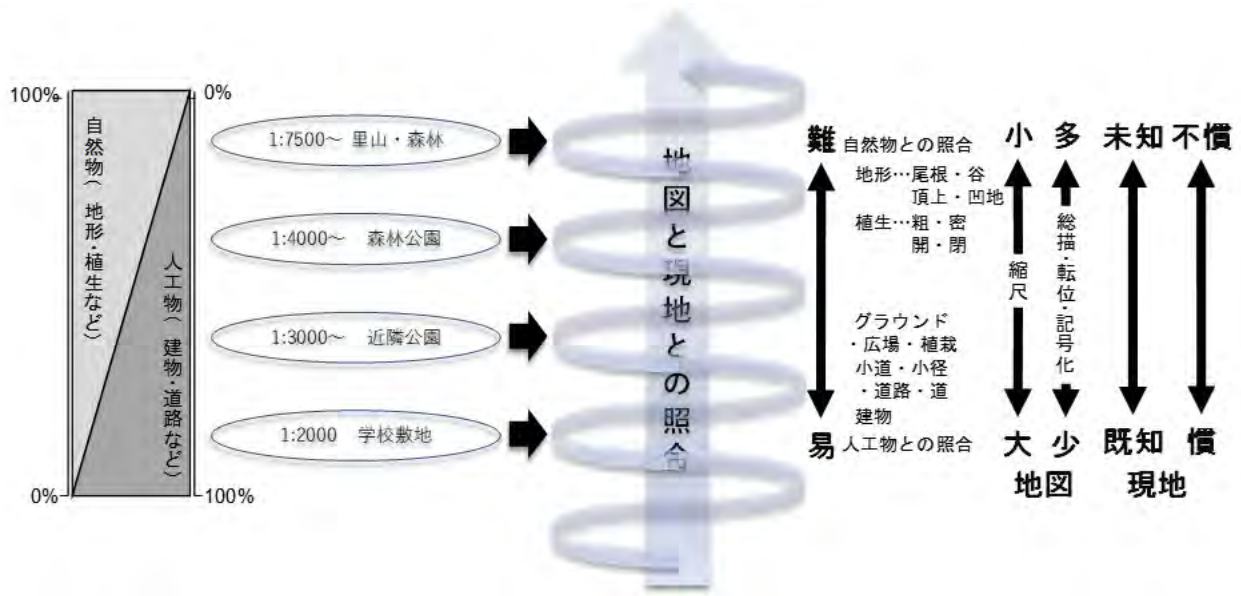 100%
0%
自然物( 地形・植生など)
人工物( 建物・道路など)
0%
100%
1:7500～ 里山・森林
1:4000～ 森林公園
1:3000～ 近隣公園
1:2000 学校敷地
地図と現地との照合
難
自然物との照合
地形…尾根・谷
頂上・凹地
植生…粗・密
開・閉
グラウンド
・広場・植栽
小道・小径
・道路・道
建物
易
人工物との照合
小
縮尺
大
多
総描・転位・記号化
少
地図
未知
既知
不慣
慣
現地